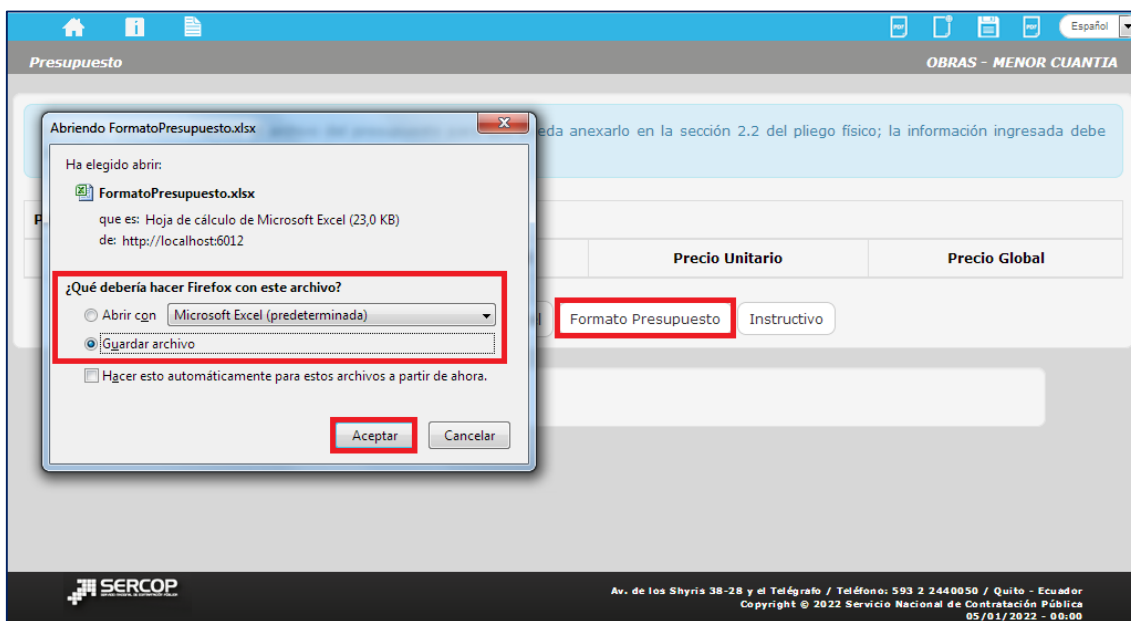 Español
Presupuesto
OBRAS - MENOR CUANTIA
Abriendo FormatoPresupuesto.xlsx
anexarlo en la sección 2.2 del pliego físico; la información ingresada debe
Ha elegido abrir:
FormatoPresupuesto.xlsx
que es: Hoja de cálculo de Microsoft Excel (23,0 KB)
de: http://localhost:6012
Precio Unitario
Precio Global
¿Qué debería hacer Firefox con este archivo?
Abrir con
Microsoft Excel (predeterminada)
Guardar archivo
Formato Presupuesto
Instructivo
Hacer esto automáticamente para estos archivos a partir de ahora.
Aceptar
Cancelar
SERCOP
Av. de los Shyris 38-28 y el Telégrafo / Teléfono: 593 2 2440050 / Quito - Ecuador
Copyright © 2022 Servicio Nacional de Contratación Pública
05/01/2022 - 00:00